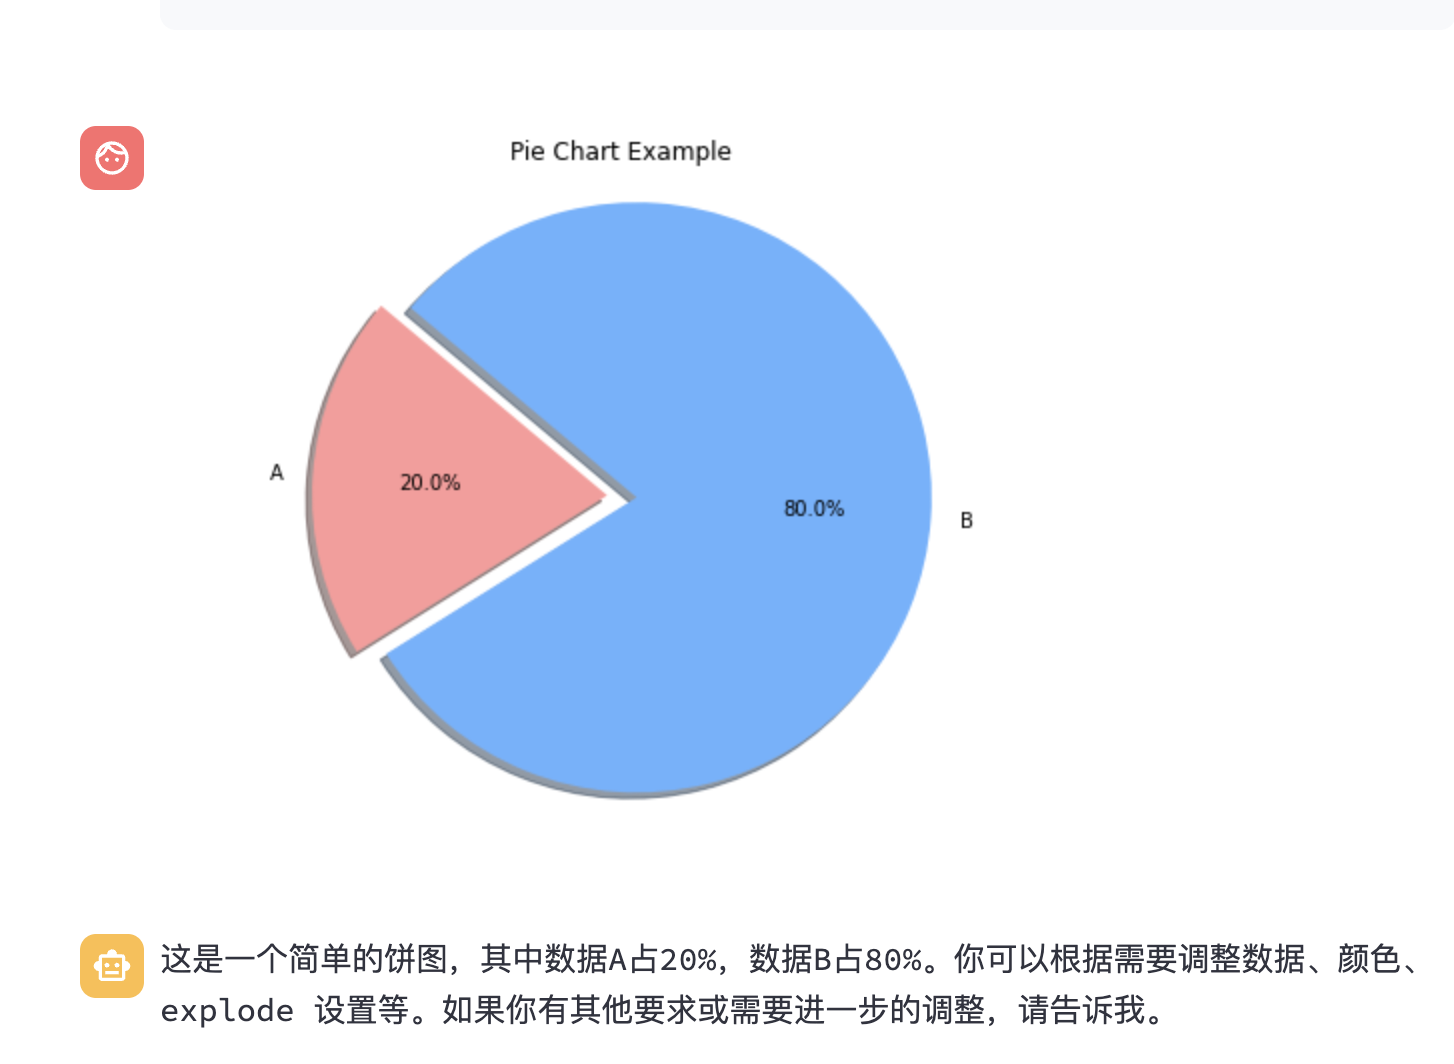 Pie Chart Example
A
20.0%
80.0%
B
这是一个简单的饼图，其中数据A占20%，数据B占80%。你可以根据需要调整数据、颜色、
explode 设置等。如果你有其他要求或需要进一步的调整，请告诉我。